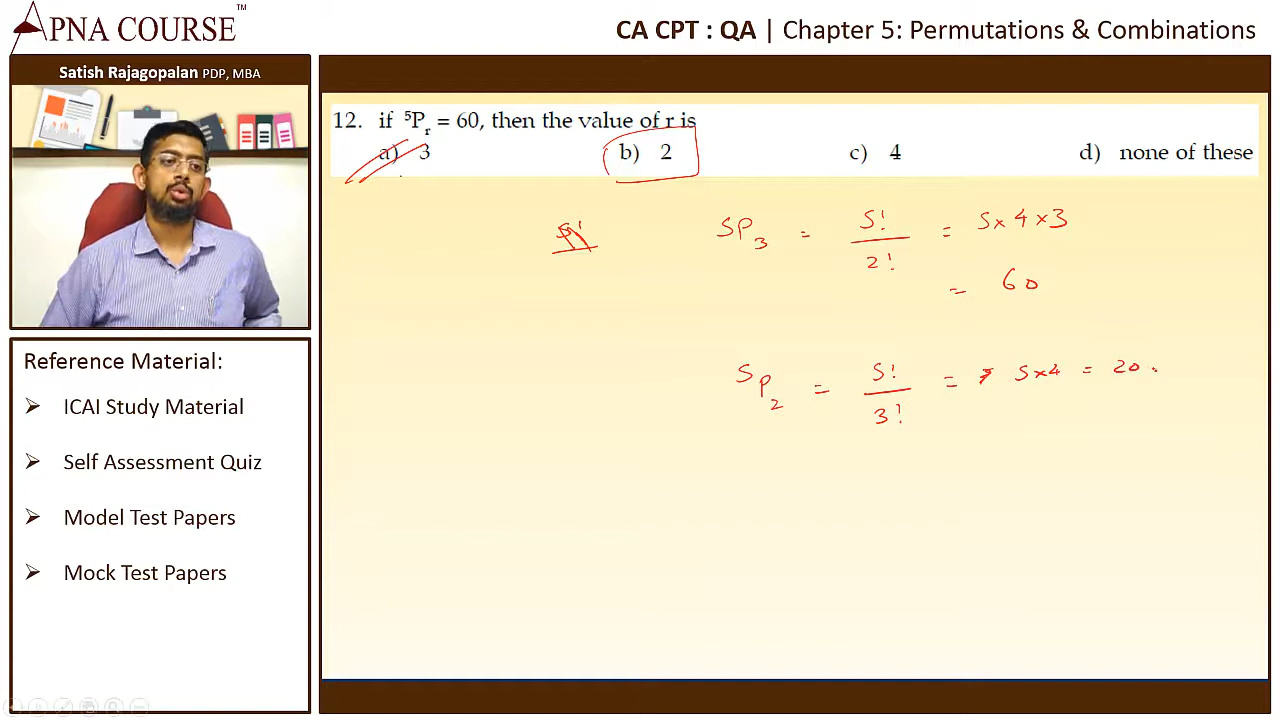 APNA COURSE™
CA CPT : QA | Chapter 5: Permutations & Combinations
Satish Rajagopalan PDP, MBA
12. if ⁵Pᵣ = 60, then the value of r is
a) 3 b) 2 c) 4 d) none of these
5!
5P₃ = 5!/2! = 5×4×3
= 60
5P₂ = 5!/3! = 5×4 = 20.
Reference Material:
ICAI Study Material
Self Assessment Quiz
Model Test Papers
Mock Test Papers